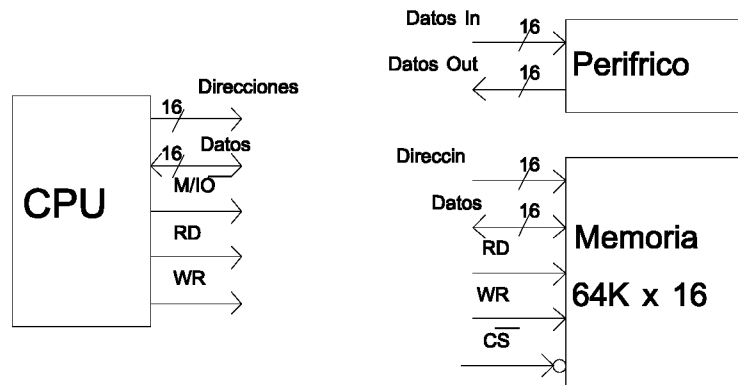 16
Direcciones
16
Datos
M/IO
CPU
RD
WR
Datos In
16
Datos Out
16
Perifrico
Direccin
16
Datos
16
RD
Memoria
WR
64K x 16
CS